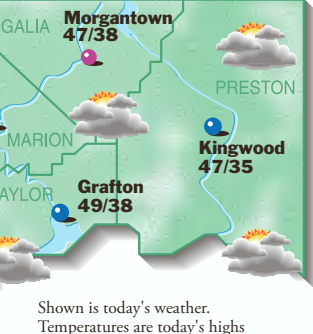 Morgantown
47/38
GALIA
PRESTON
MARION
Kingwood
47/35
AYLOR
Grafton
49/38
Shown is today's weather.
Temperatures are today's highs